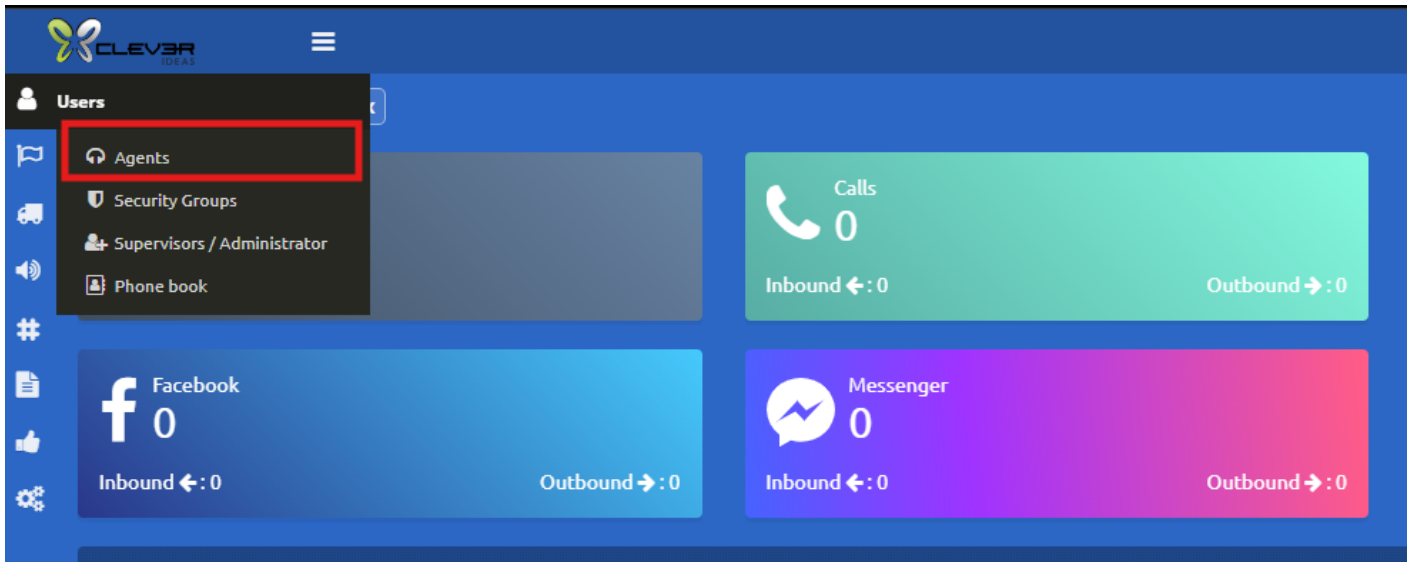 CLEV3R
IDEAS
Users
Agents
Security Groups
Supervisors / Administrator
Phone book
Calls
0
Inbound : 0 Outbound : 0
Facebook
0
Inbound : 0 Outbound : 0
Messenger
0
Inbound : 0 Outbound : 0